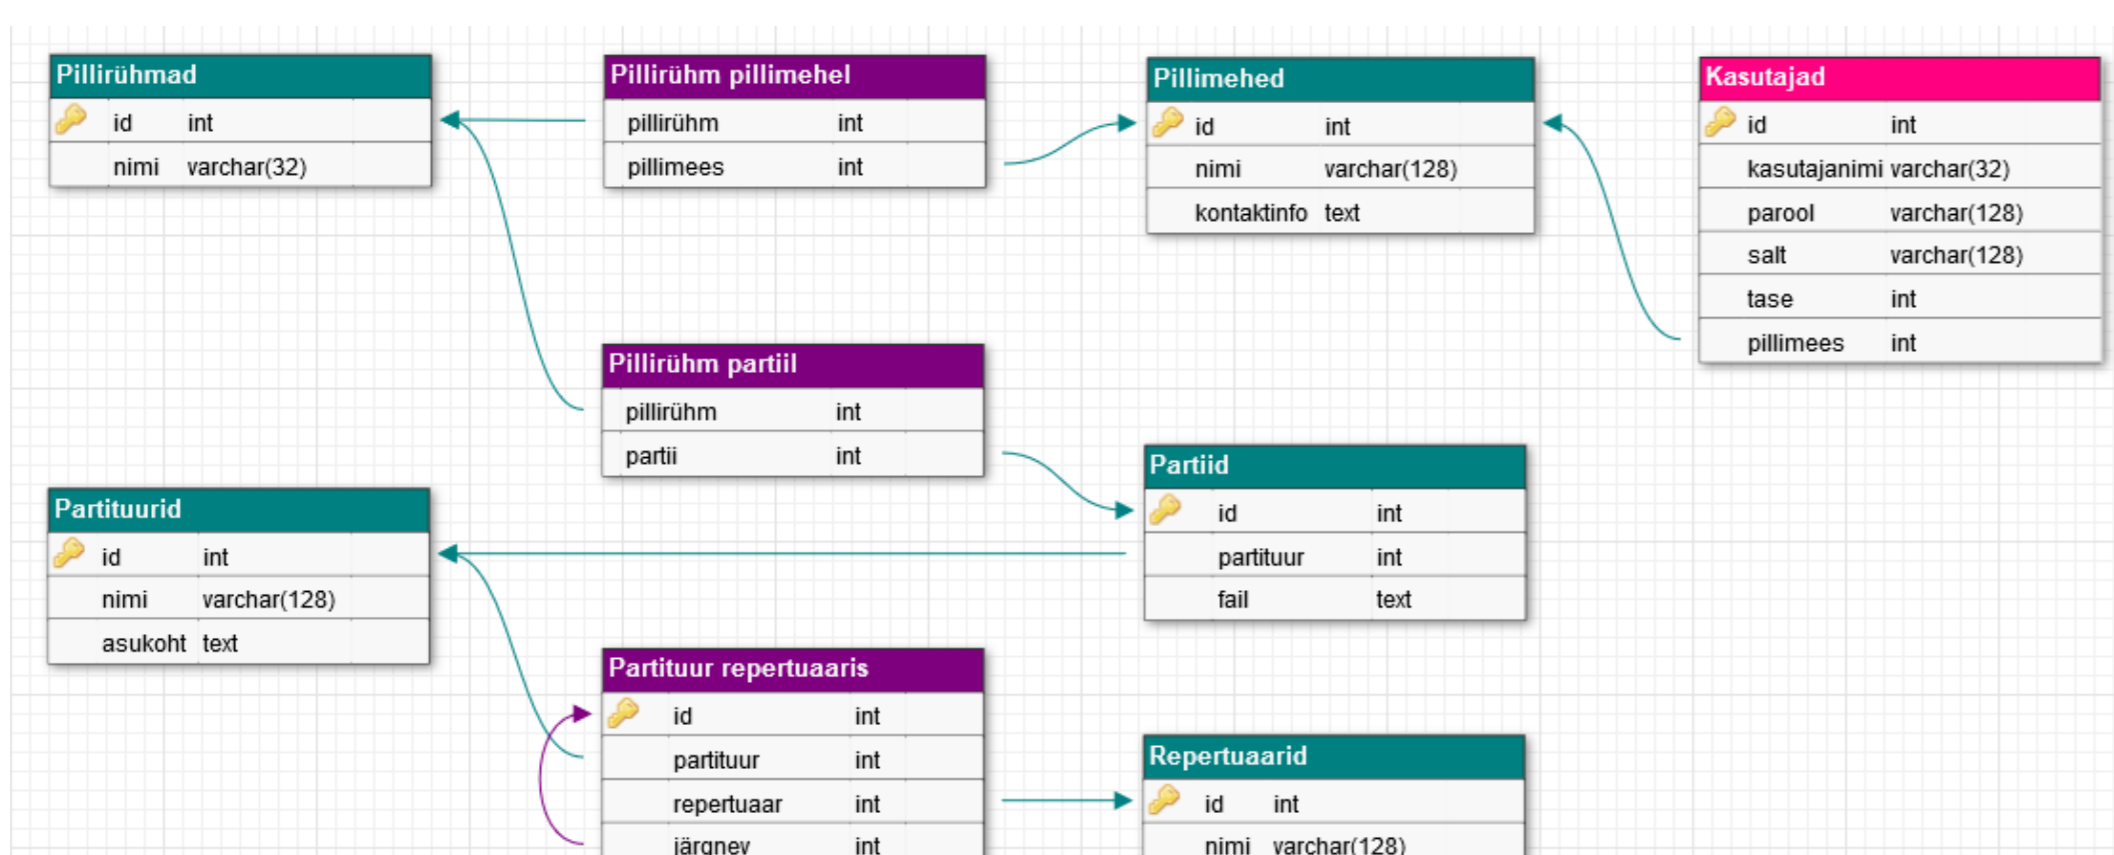 Pillirühmad
id int
nimi varchar(32)
Pillirühm pillimehel
pillirühm int
pillimees int
Pillimehed
id int
nimi varchar(128)
kontaktinfo text
Kasutajad
id int
kasutajanimi varchar(32)
parool varchar(128)
salt varchar(128)
tase int
pillimees int
Pillirühm partiil
pillirühm int
partii int
Partiid
id int
partituur int
fail text
Partituurid
id int
nimi varchar(128)
asukoht text
Partituur repertuaaris
id int
partituur int
repertuaar int
järgnev int
Repertuaarid
id int
nimi varchar(128)